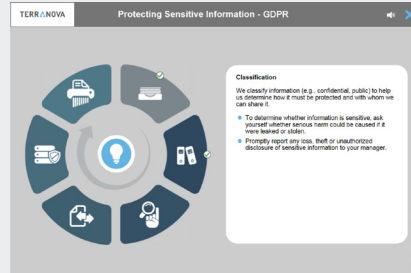 TERRANOVA
Protecting Sensitive Information - GDPR
Classification
We classify information (e.g., confidential, public) to help
us determine how it must be protected and with whom we
can share it.
To determine whether information is sensitive, ask
yourself whether serious harm could be caused if it
were leaked or stolen.
Promptly report any loss, theft or unauthorized
disclosure of sensitive information to your manager.